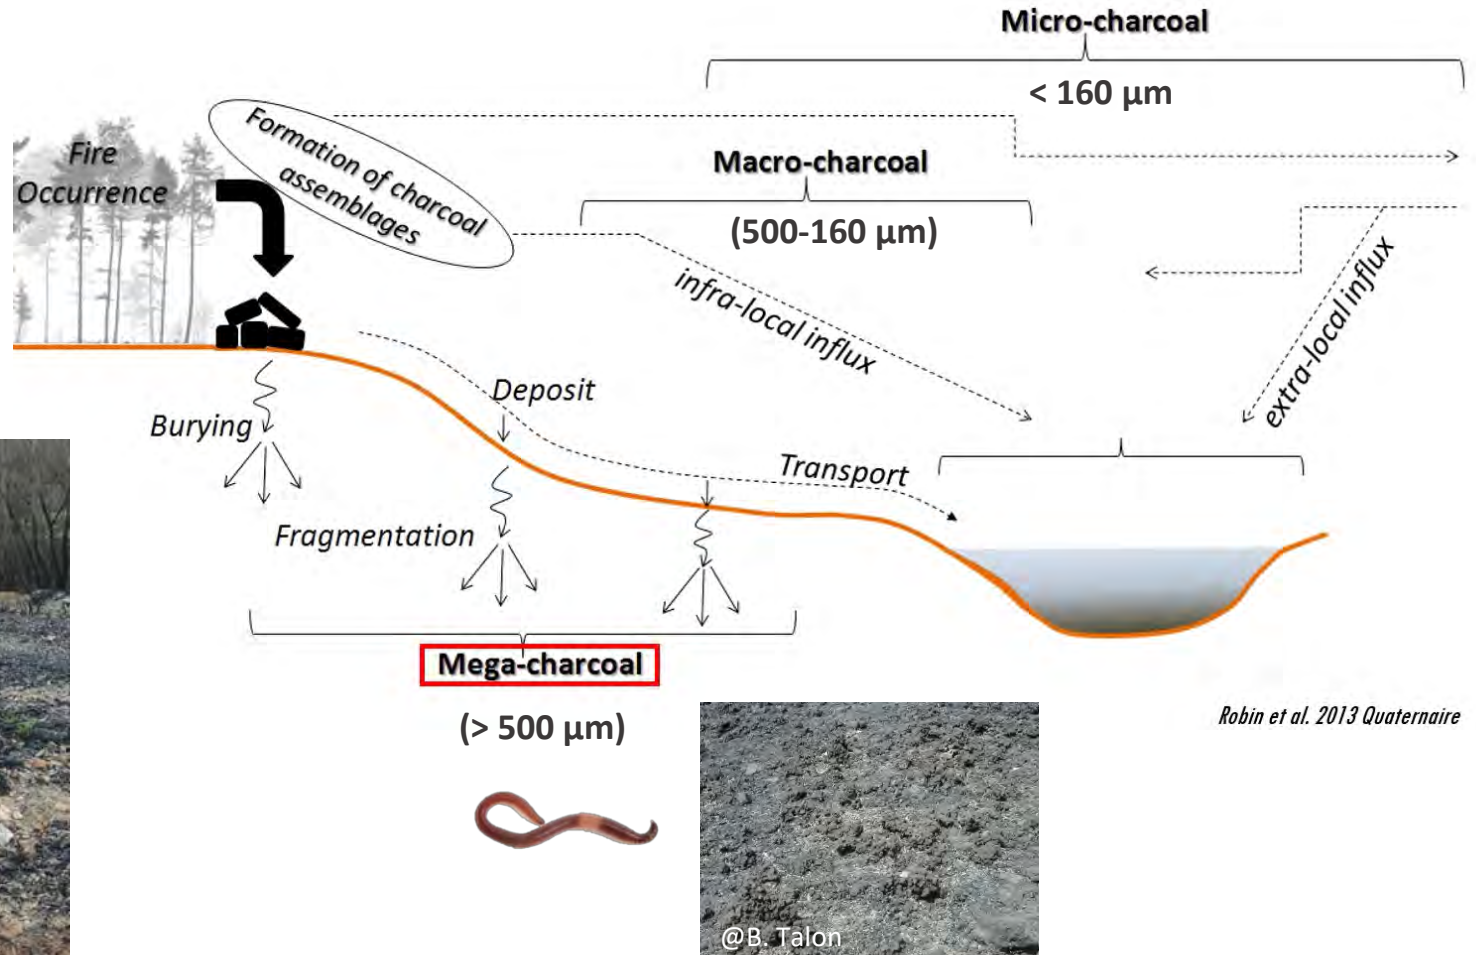 Micro-charcoal
< 160 µm
Formation of charcoal
assemblages
Fire
Occurrence
Macro-charcoal
(500-160 µm)
infra-local influx
extra-local influx
Deposit
Burying
Transport
Fragmentation
Mega-charcoal
(> 500 µm)
Robin et al. 2013 Quaternaire
@B. Talon